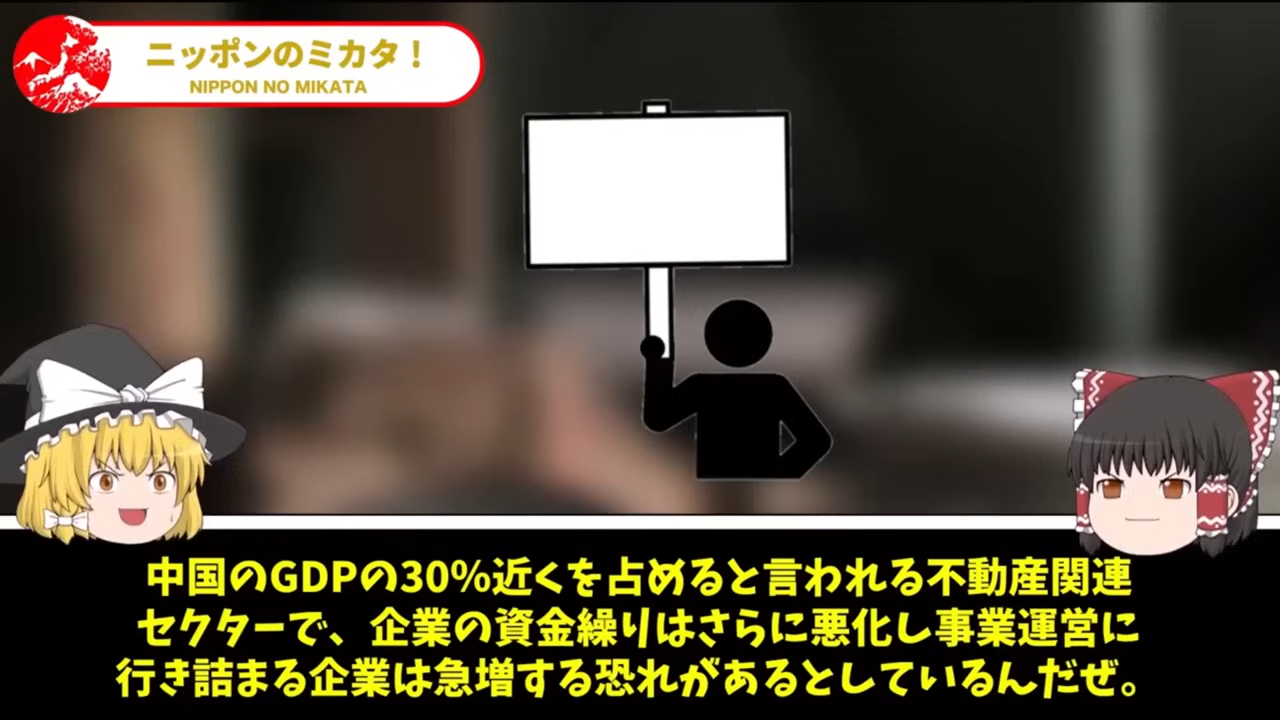 ニッポンのミカタ！
NIPPON NO MIKATA
中国のGDPの30%近くを占めると言われる不動産関連
セクターで、企業の資金繰りはさらに悪化し事業運営に
行き詰まる企業は急増する恐れがあるとしているんだぜ。